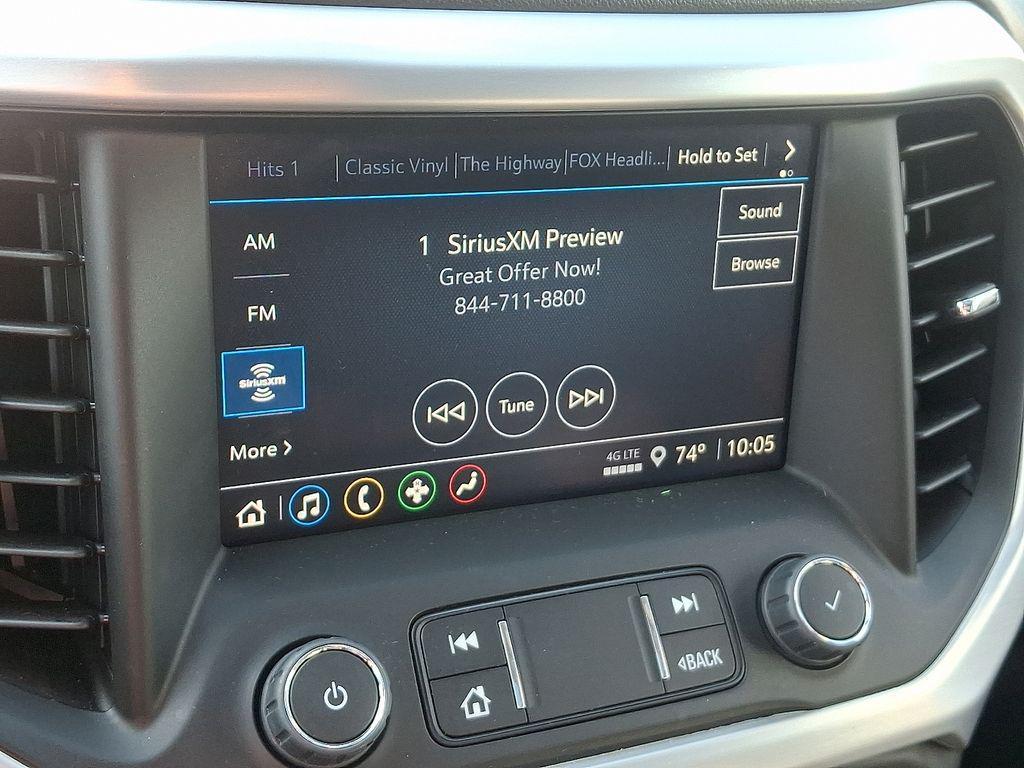 Hits 1 | Classic Vinyl | The Highway | FOX Headli... | Hold to Set |
Sound
AM
1 SiriusXM Preview
Browse
Great Offer Now!
844-711-8800
FM
SiriusXM
Tune
More
4G LTE
74° | 10:05
BACK